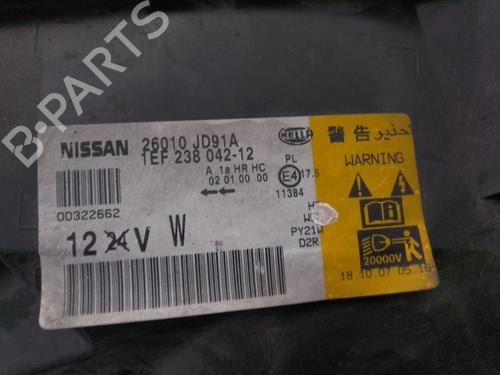 NISSAN
26010 JD91A
1EF 238 042-12
HELLA
警告
تحذير
WARNING
A 1a HR HC
02 01 00 00
PL
E4
17.5
11384
00322662
12 24 V W
PY21W
D2R
20000V
18.10.07 05.16
B-PARTS